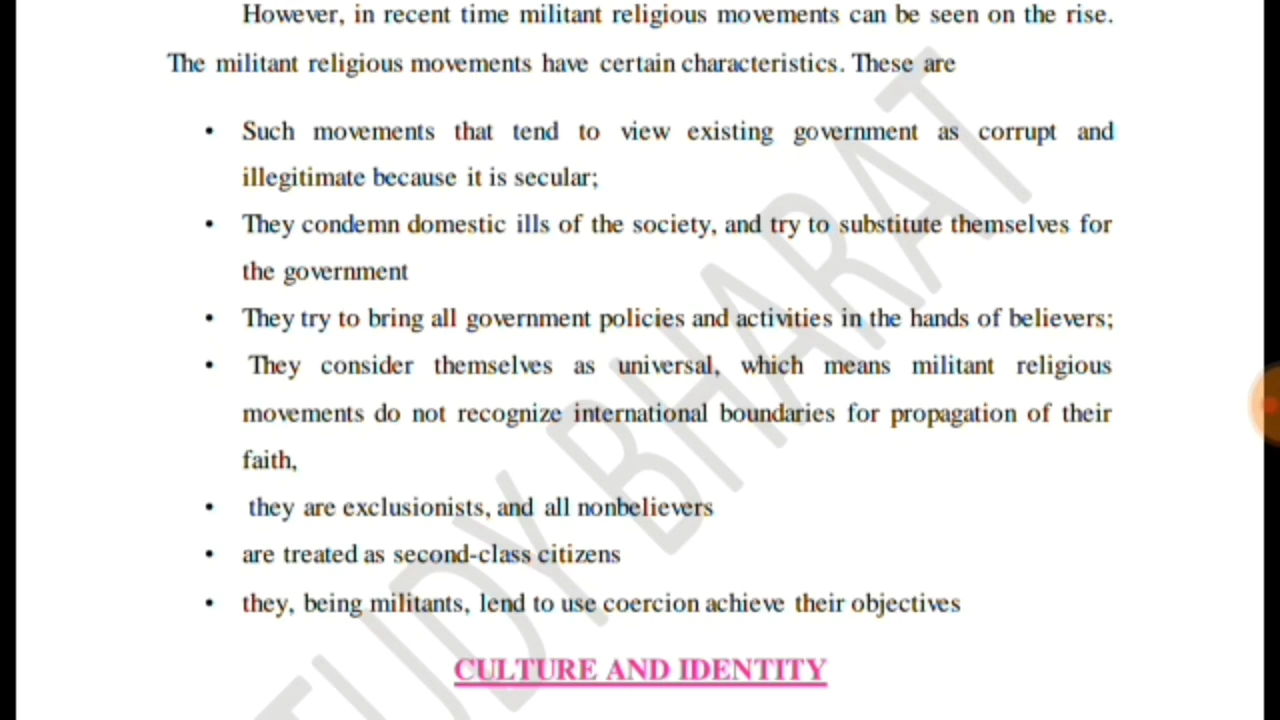 However, in recent time militant religious movements can be seen on the rise.
The militant religious movements have certain characteristics. These are
• Such movements that tend to view existing government as corrupt and
illegitimate because it is secular;
• They condemn domestic ills of the society, and try to substitute themselves for
the government
• They try to bring all government policies and activities in the hands of believers;
• They consider themselves as universal, which means militant religious
movements do not recognize international boundaries for propagation of their
faith,
• they are exclusionists, and all nonbelievers
• are treated as second-class citizens
• they, being militants, lend to use coercion achieve their objectives
CULTURE AND IDENTITY
TUDY BHARAT